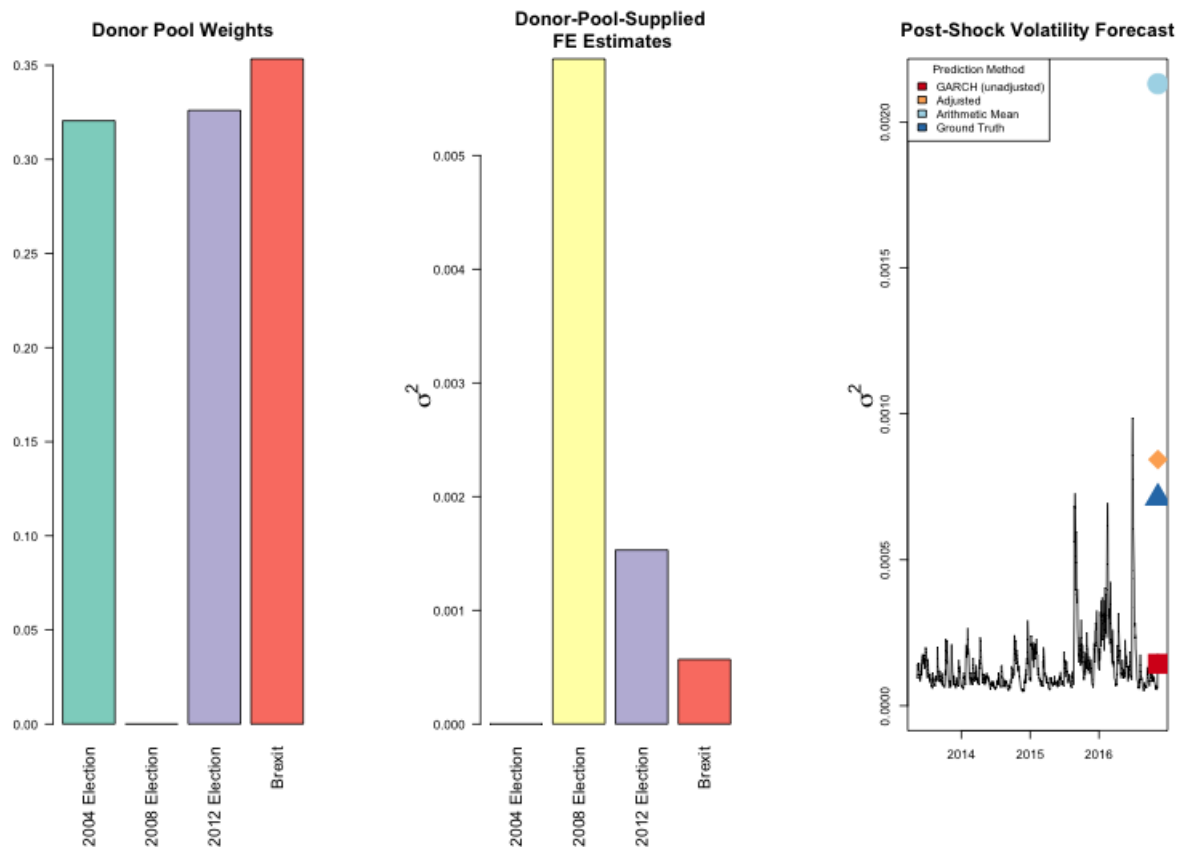 Donor Pool Weights
0.35
0.30
0.25
0.20
0.15
0.10
0.05
0.00
2004 Election
2008 Election
2012 Election
Brexit
Donor-Pool-Supplied
FE Estimates
σ²
0.005
0.004
0.003
0.002
0.001
0.000
2004 Election
2008 Election
2012 Election
Brexit
Post-Shock Volatility Forecast
Prediction Method
GARCH (unadjusted)
Adjusted
Arithmetic Mean
Ground Truth
σ²
0.0020
0.0015
0.0010
0.0005
0.0000
2014
2015
2016